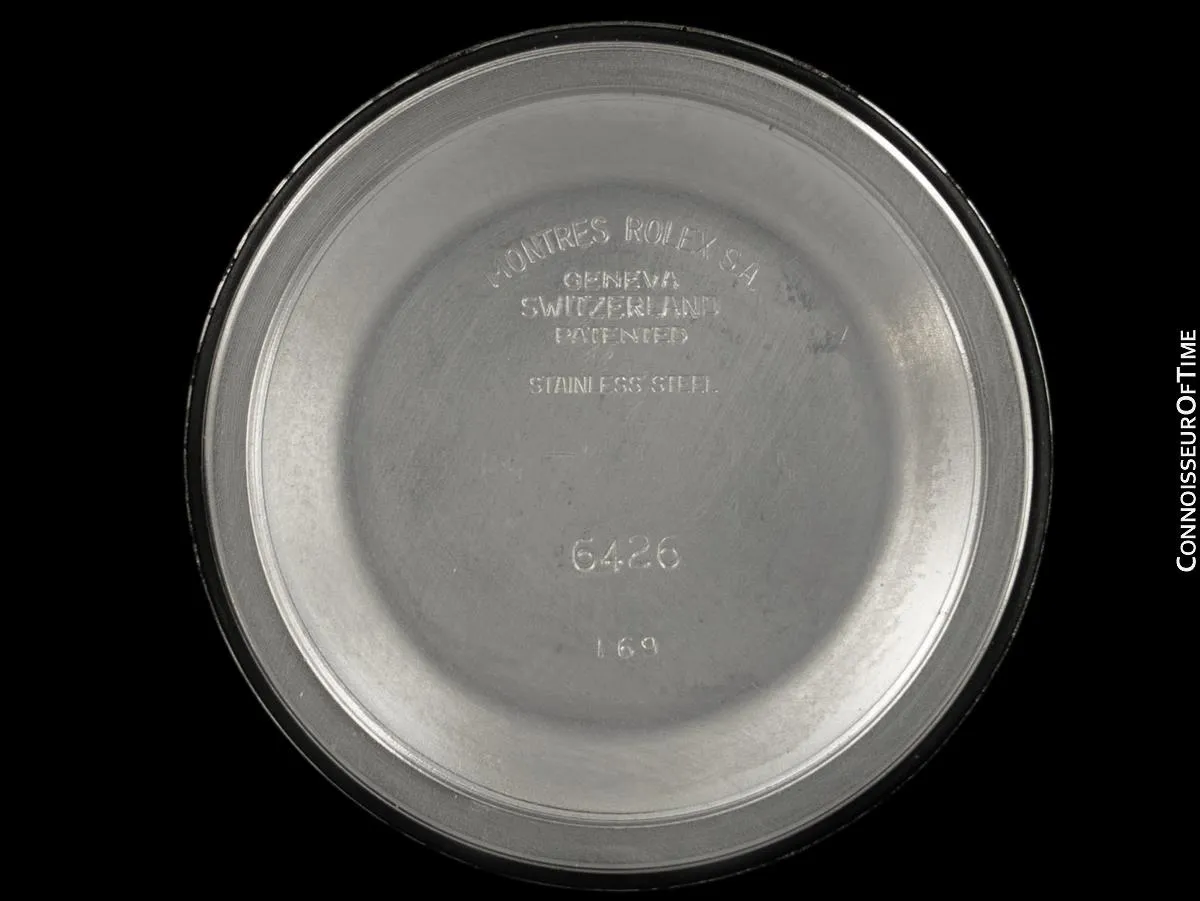 MONTRES ROLEX S.A.
GENEVA
SWITZERLAND
PATENTED
STAINLESS STEEL
6426
I 69
CONNOISSEUROFTIME